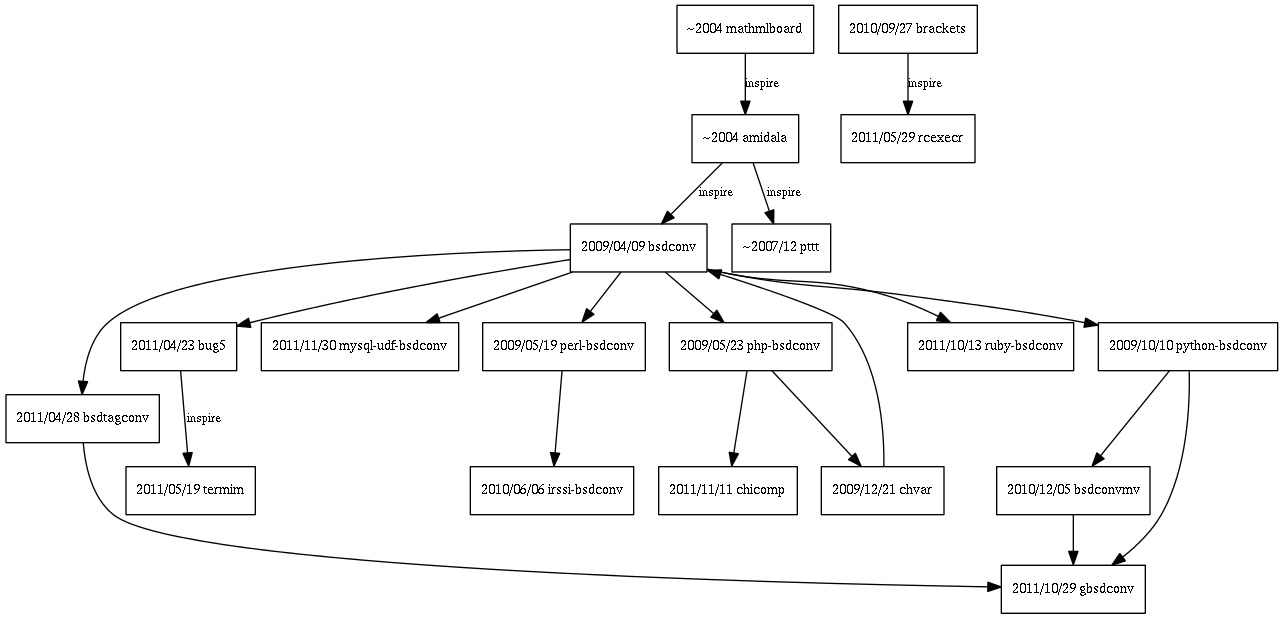 ~2004 mathmlboard
2010/09/27 brackets
inspire
inspire
~2004 amidala
2011/05/29 rcexecr
inspire
inspire
2009/04/09 bsdconv
~2007/12 pttt
2011/04/23 bug5
2011/11/30 mysql-udf-bsdconv
2009/05/19 perl-bsdconv
2009/05/23 php-bsdconv
2011/10/13 ruby-bsdconv
2009/10/10 python-bsdconv
2011/04/28 bsdtagconv
inspire
2011/05/19 termim
2010/06/06 irssi-bsdconv
2011/11/11 chicomp
2009/12/21 chvar
2010/12/05 bsdconvmv
2011/10/29 gbsdconv